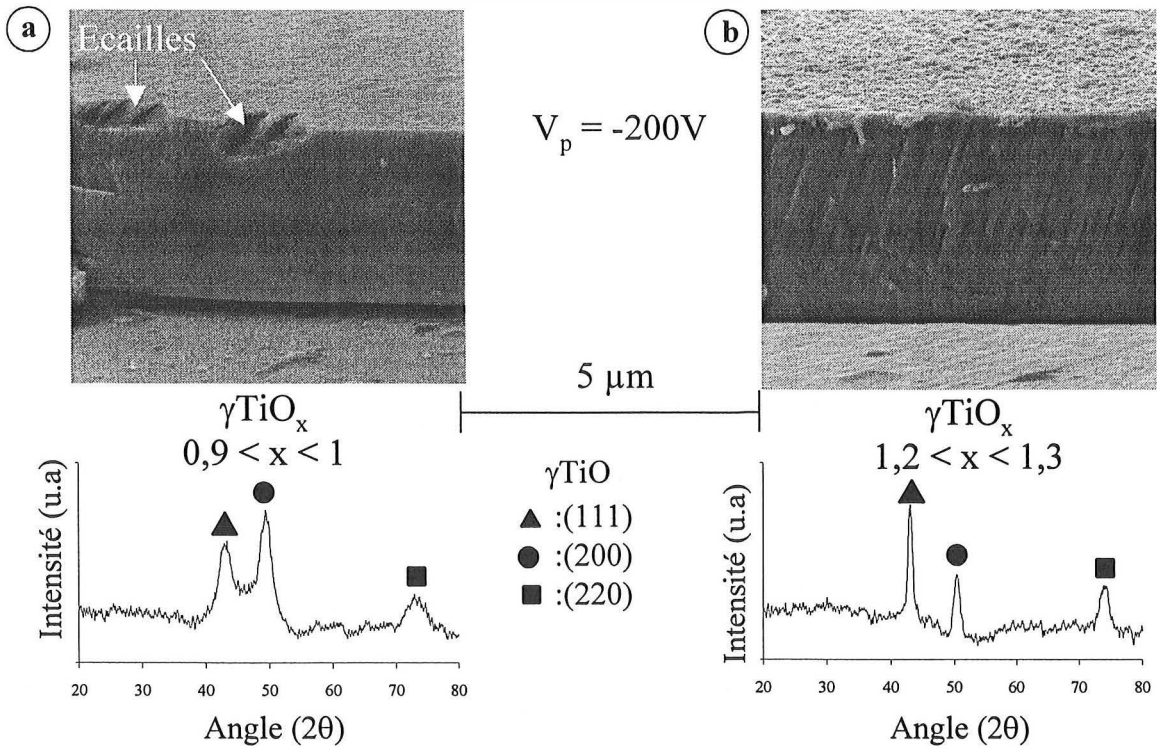 a
Ecailles
b
V_p = -200V
5 µm
γTiO_x
0,9 < x < 1
γTiO_x
1,2 < x < 1,3
γTiO
▲ :(111)
● :(200)
■ :(220)
Intensité (u.a)
20 30 40 50 60 70 80
Angle (2θ)
Intensité (u.a)
20 30 40 50 60 70 80
Angle (2θ)